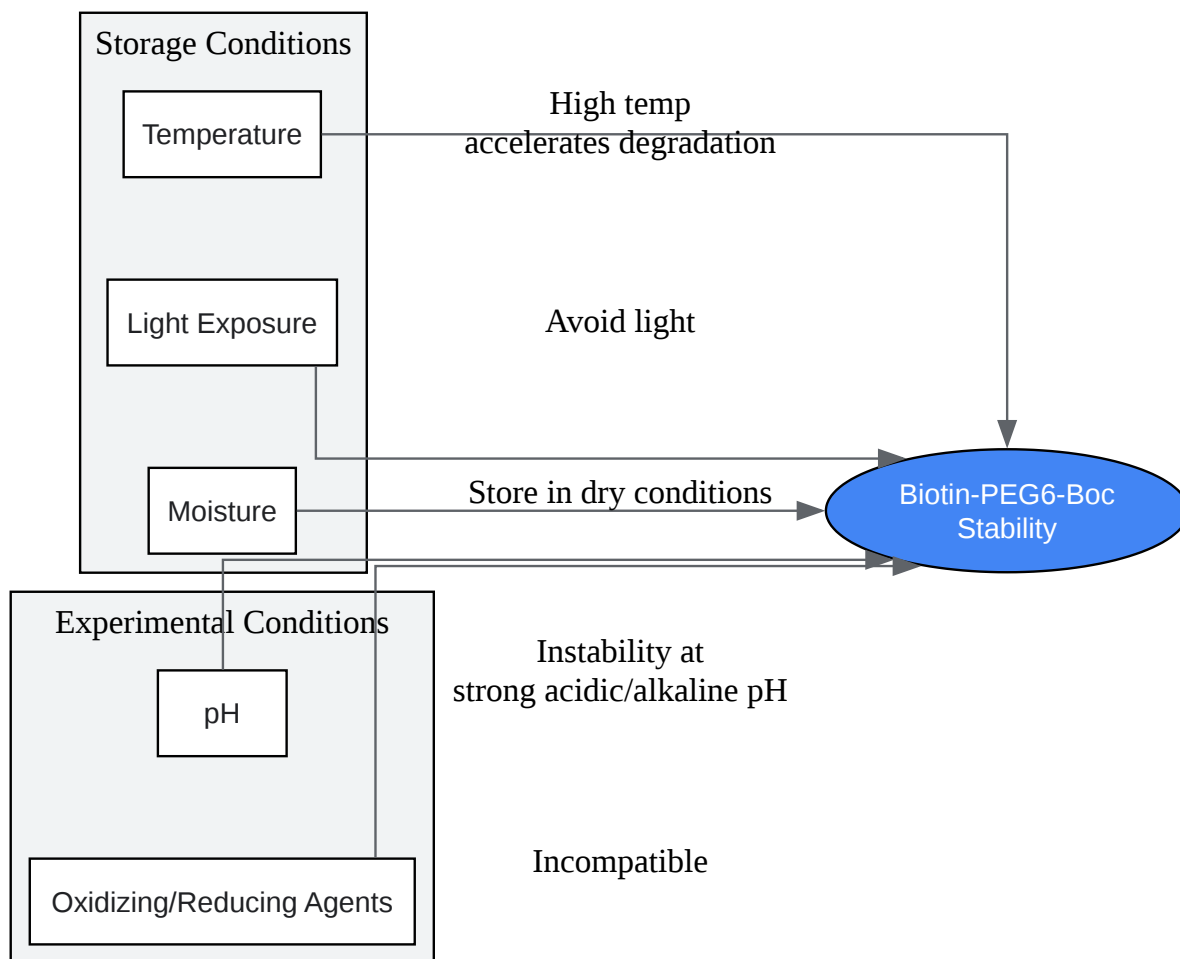 Storage Conditions
Temperature
High temp
accelerates degradation
Light Exposure
Avoid light
Moisture
Store in dry conditions
Biotin-PEG6-Boc
Stability
Experimental Conditions
pH
Instability at
strong acidic/alkaline pH
Oxidizing/Reducing Agents
Incompatible